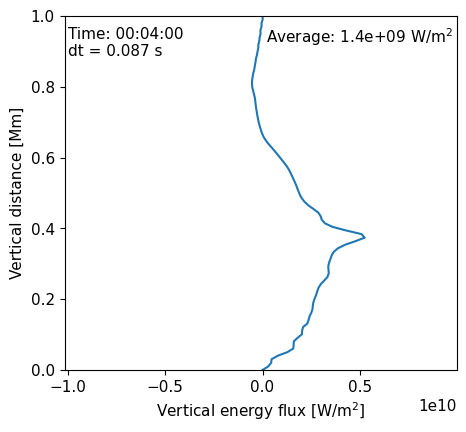 1.0
0.8
0.6
0.4
0.2
0.0
Vertical distance [Mm]
Time: 00:04:00
dt = 0.087 s
Average: 1.4e+09 W/m²
−1.0 −0.5 0.0 0.5
1e10
Vertical energy flux [W/m²]